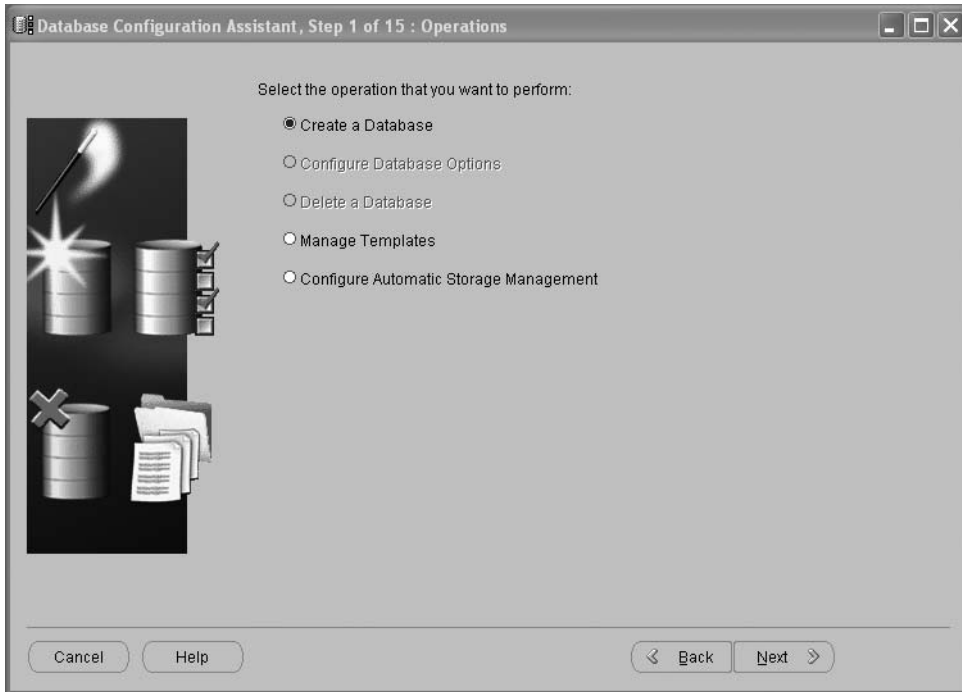 Database Configuration Assistant, Step 1 of 15 : Operations
Select the operation that you want to perform:
Create a Database
Configure Database Options
Delete a Database
Manage Templates
Configure Automatic Storage Management
Cancel
Help
Back
Next